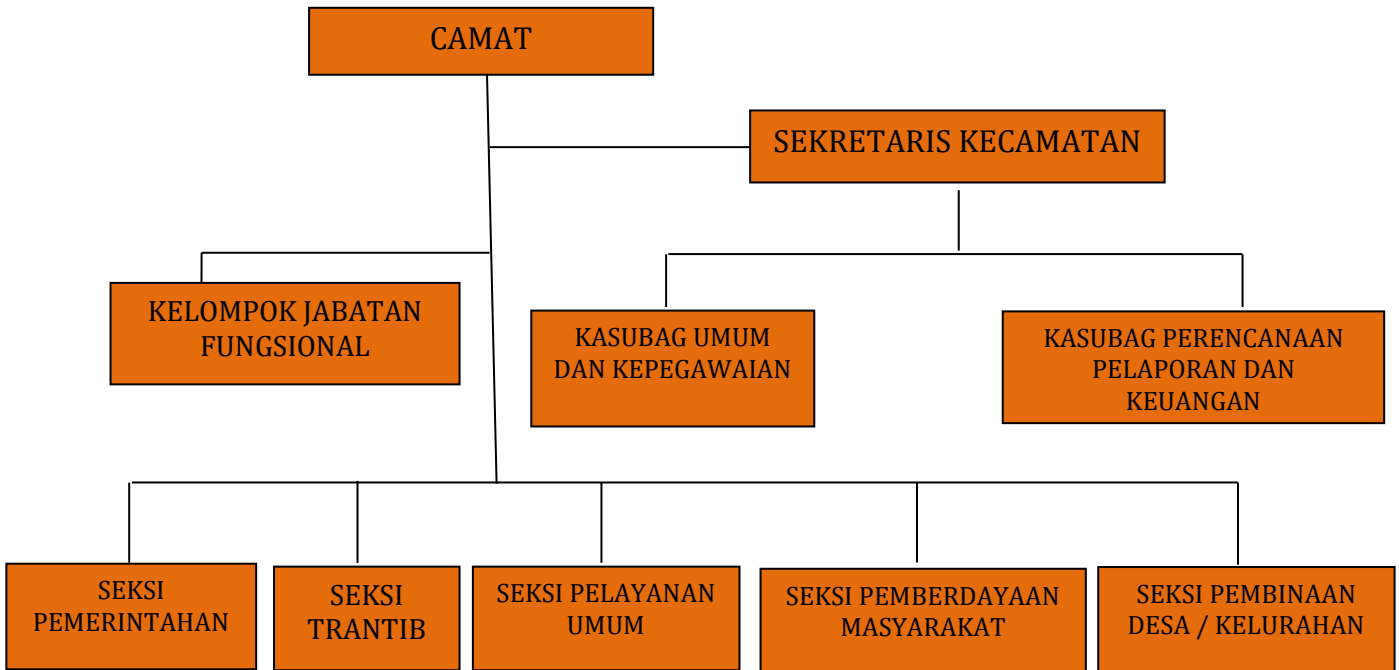 CAMAT
SEKRETARIS KECAMATAN
KELOMPOK JABATAN
FUNGSIONAL
KASUBAG UMUM
DAN KEPEGAWAIAN
KASUBAG PERENCANAAN
PELAPORAN DAN
KEUANGAN
SEKSI
PEMERINTAHAN
SEKSI
TRANTIB
SEKSI PELAYANAN
UMUM
SEKSI PEMBERDAYAAN
MASYARAKAT
SEKSI PEMBINAAN
DESA / KELURAHAN